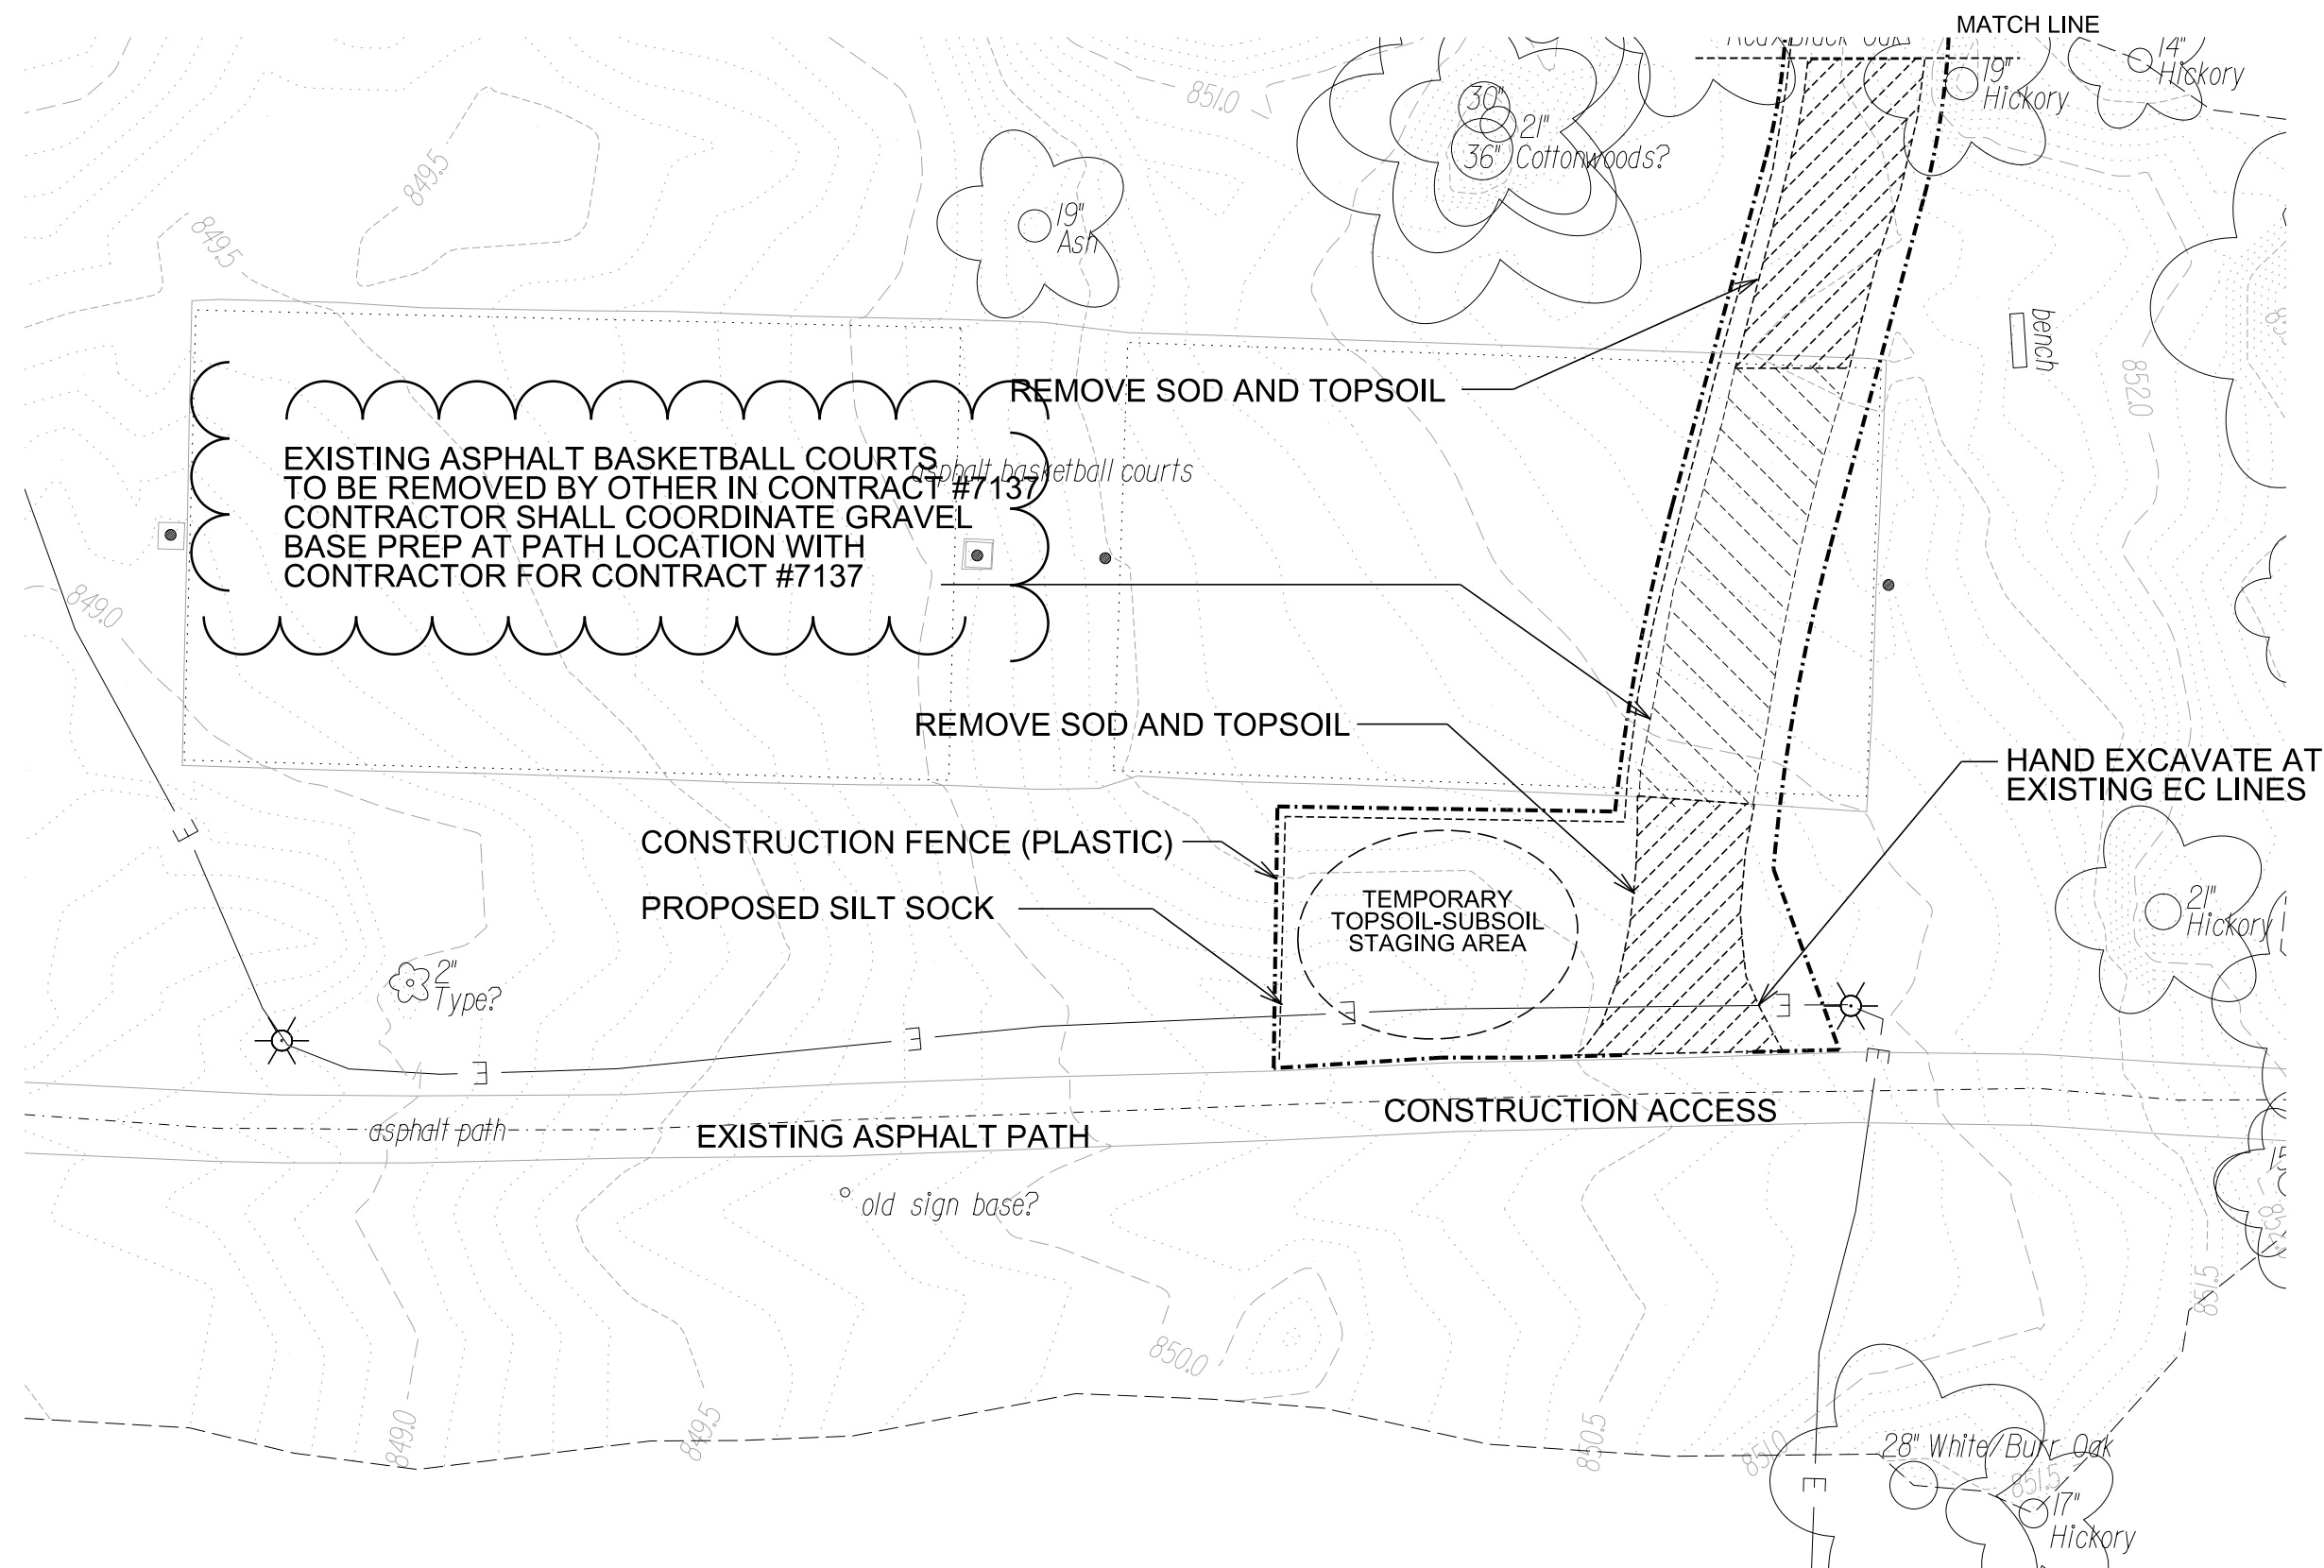 MATCH LINE
14"
Hickory
19"
Hickory
851.0
30"
21"
36" Cottonwoods?
849.5
849.5
19"
Ash
bench
852.0
REMOVE SOD AND TOPSOIL
EXISTING ASPHALT BASKETBALL COURTS
TO BE REMOVED BY OTHER IN CONTRACT #7137
CONTRACTOR SHALL COORDINATE GRAVEL
BASE PREP AT PATH LOCATION WITH
CONTRACTOR FOR CONTRACT #7137
asphalt basketball courts
849.0
REMOVE SOD AND TOPSOIL
HAND EXCAVATE AT
EXISTING EC LINES
CONSTRUCTION FENCE (PLASTIC)
PROPOSED SILT SOCK
TEMPORARY
TOPSOIL-SUBSOIL
STAGING AREA
21"
Hickory
2"
Type?
E
E
E
E
E
E
E
asphalt path
EXISTING ASPHALT PATH
CONSTRUCTION ACCESS
old sign base?
850.0
851.5
849.0
849.5
850.5
851.0
28" White/Burr Oak
851.5
17"
Hickory